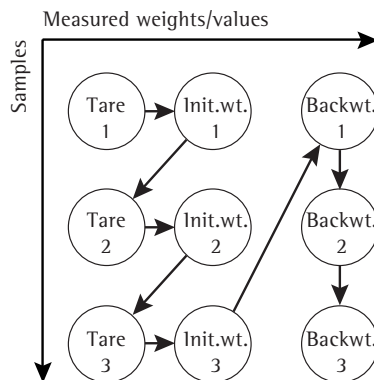 Measured weights/values
Samples
Tare
1
Init.wt.
1
Backwt.
1
Tare
2
Init.wt.
2
Backwt.
2
Tare
3
Init.wt.
3
Backwt.
3